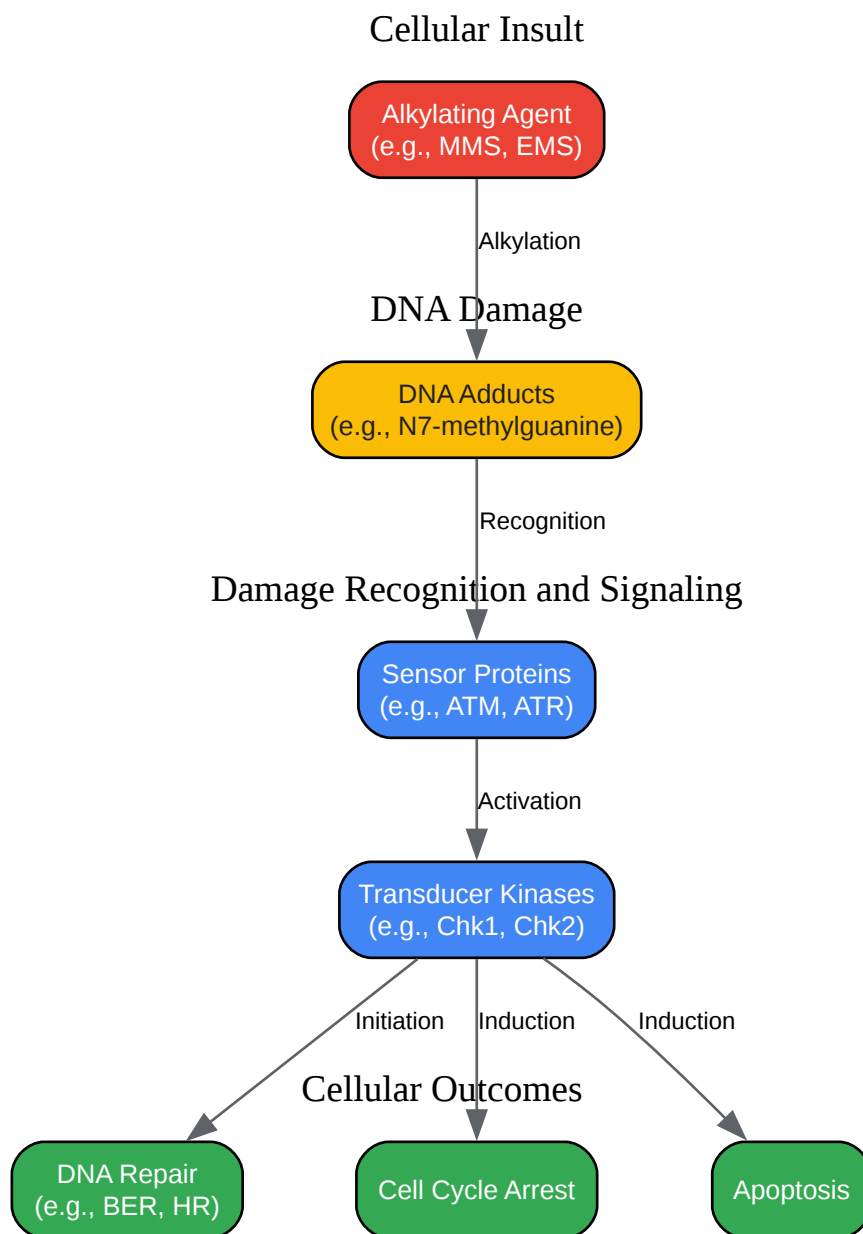 Cellular Insult
Alkylating Agent
(e.g., MMS, EMS)
Alkylation
DNA Damage
DNA Adducts
(e.g., N7-methylguanine)
Recognition
Damage Recognition and Signaling
Sensor Proteins
(e.g., ATM, ATR)
Activation
Transducer Kinases
(e.g., Chk1, Chk2)
Initiation
Induction
Induction
Cellular Outcomes
DNA Repair
(e.g., BER, HR)
Cell Cycle Arrest
Apoptosis